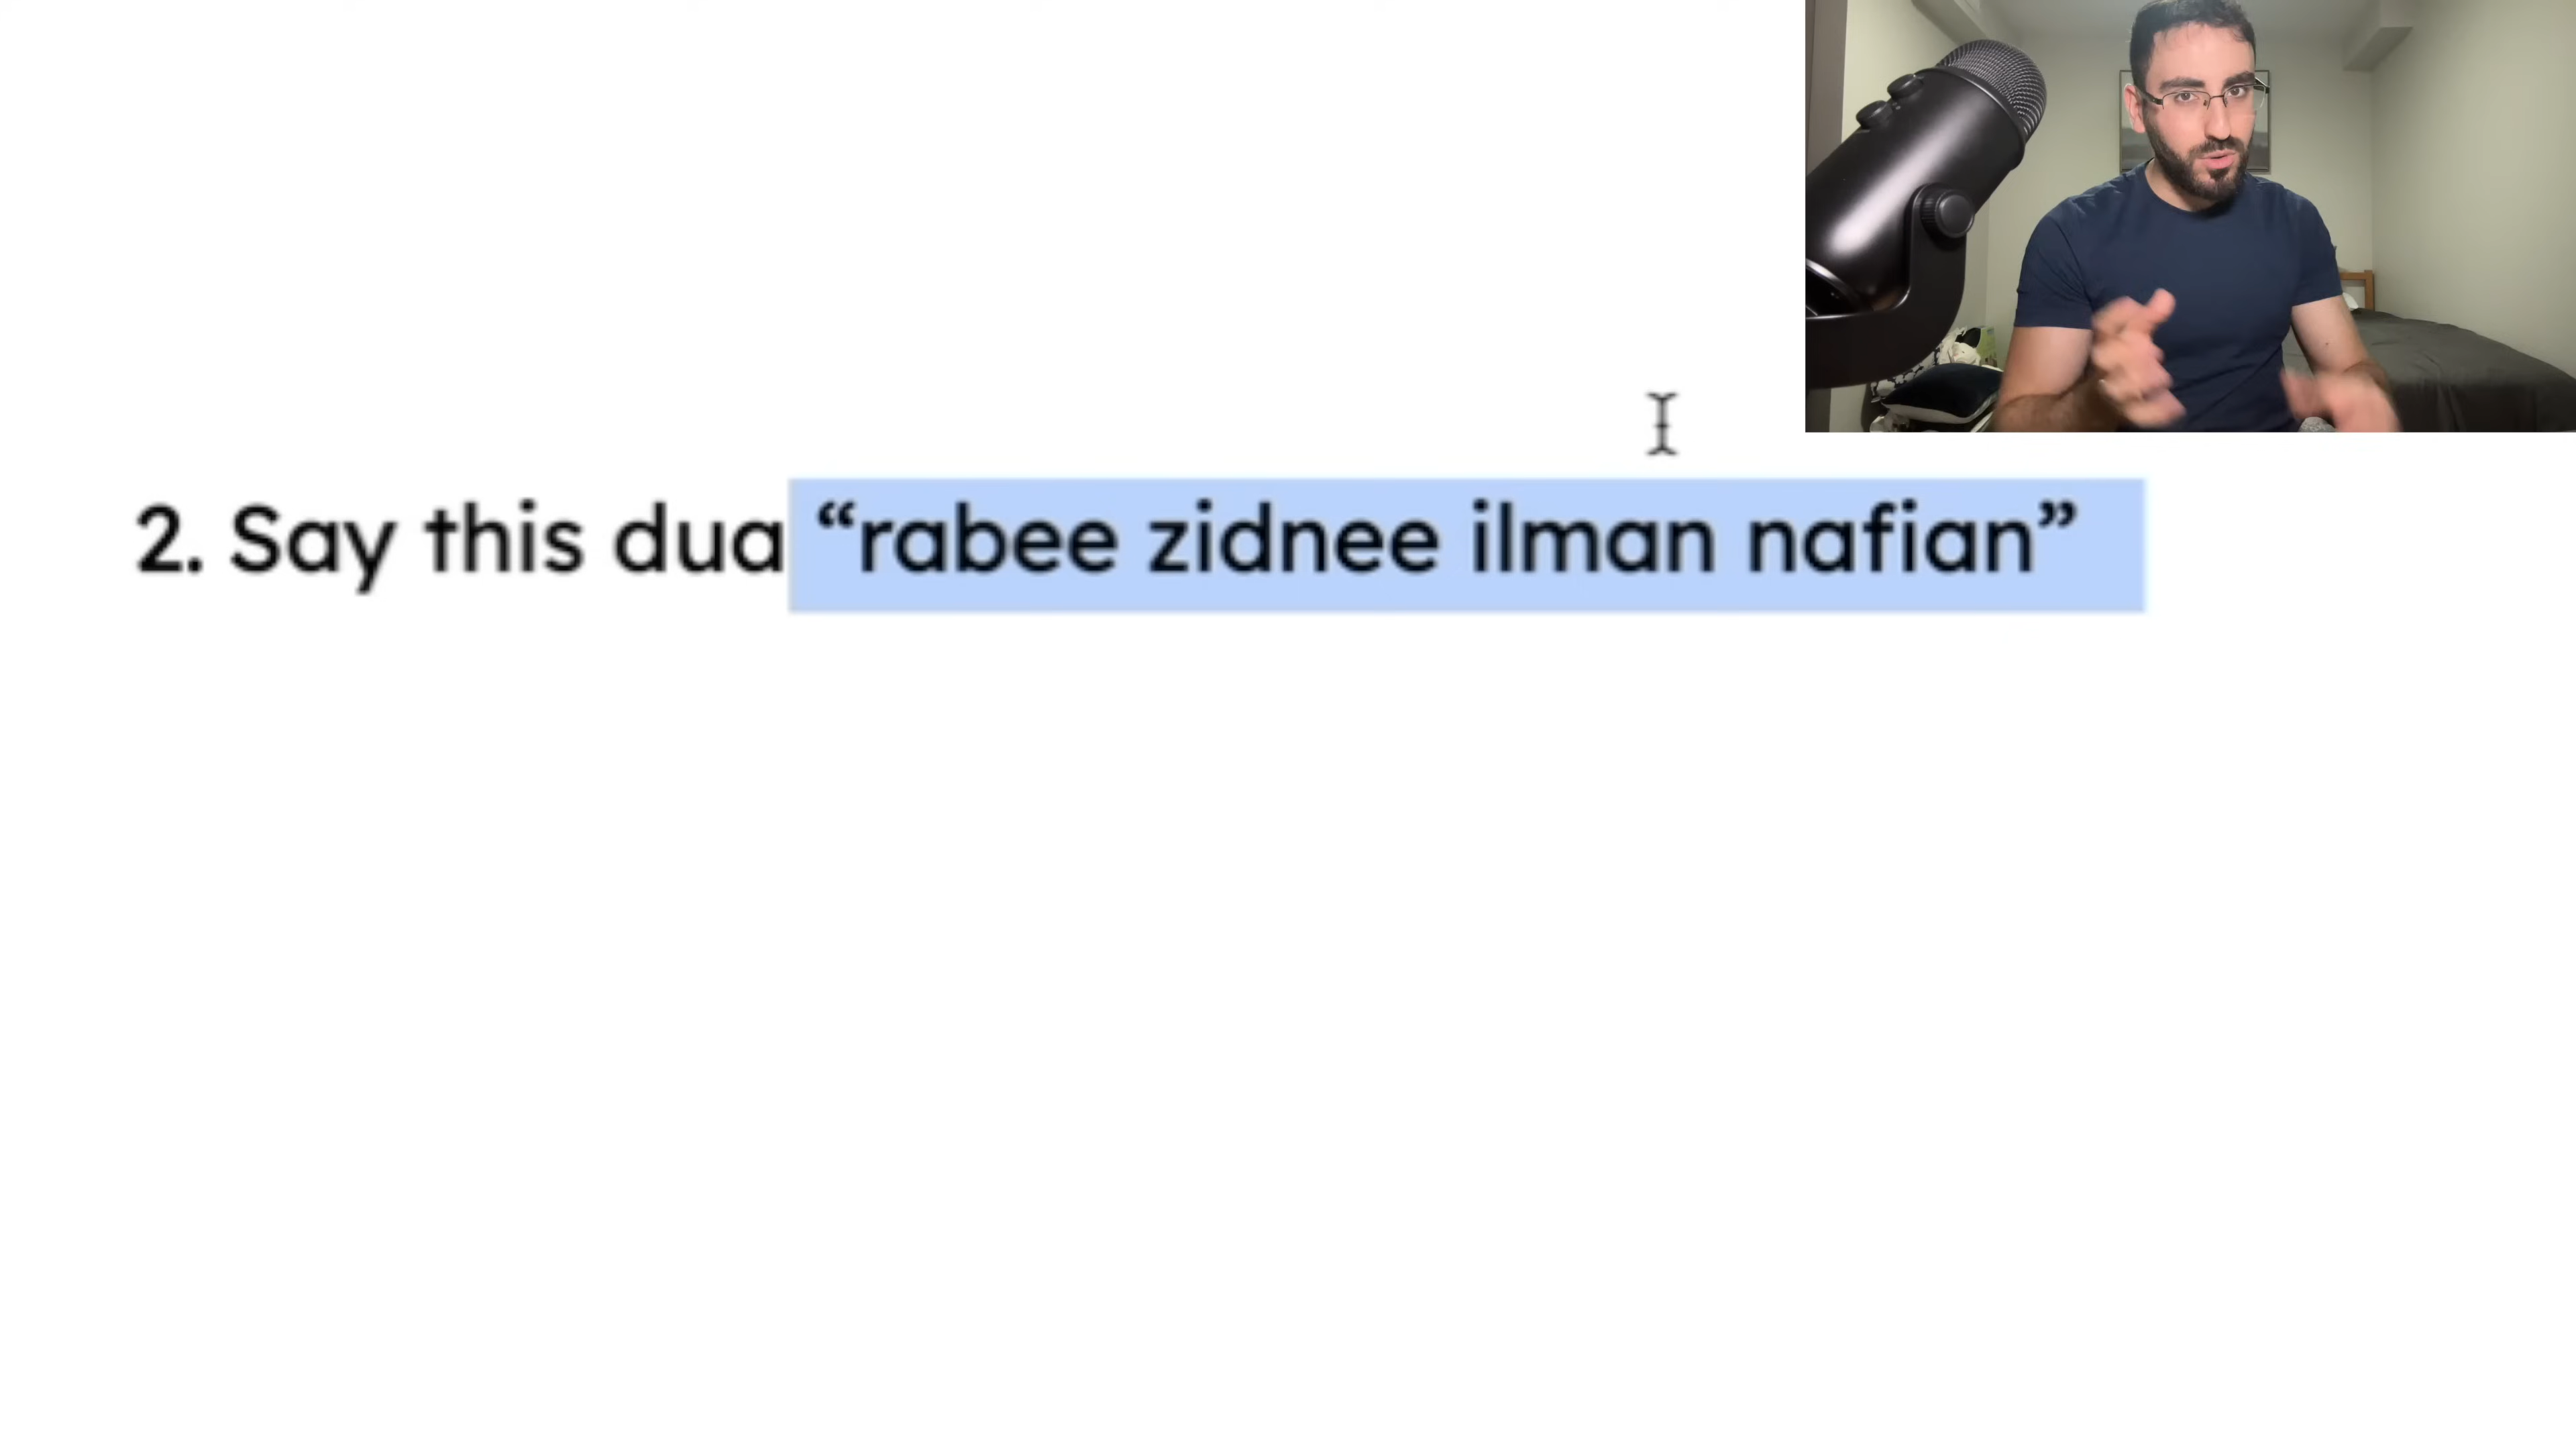 2. Say this dua “rabee zidnee ilman nafian”